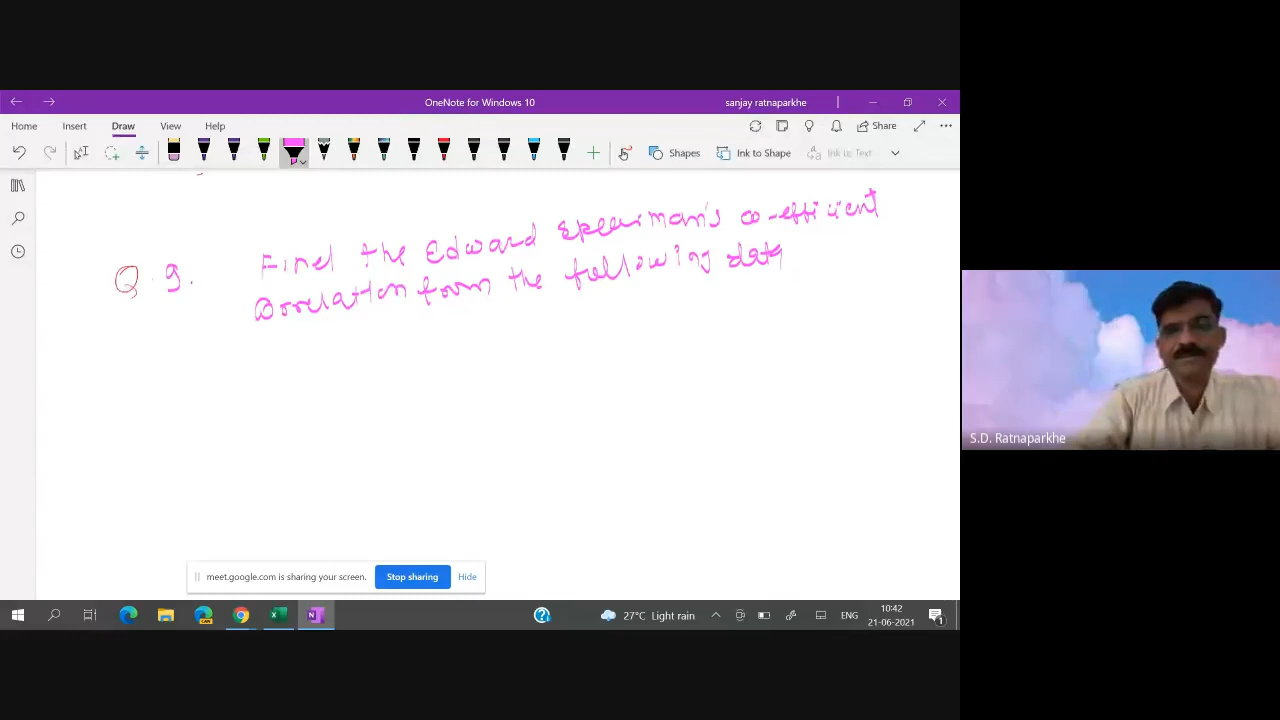 OneNote for Windows 10
sanjay ratnaparkhe
Home Insert Draw View Help
Share
Shapes Ink to Shape Ink to Text
Q.9. Find the Edward Spearman's co-efficient
Correlation from the following data
S.D. Ratnaparkhe
meet.google.com is sharing your screen. Stop sharing Hide
27°C Light rain ENG 10:42
21-06-2021